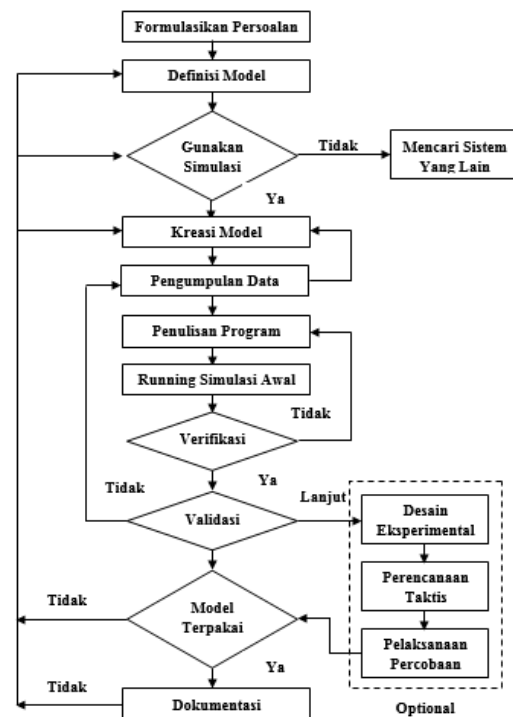 Formulasikan Persoalan
Definisi Model
Gunakan
Simulasi
Tidak
Mencari Sistem
Yang Lain
Ya
Kreasi Model
Pengumpulan Data
Penulisan Program
Running Simulasi Awal
Tidak
Verifikasi
Ya
Tidak
Validasi
Lanjut
Desain
Eksperimental
Perencanaan
Taktis
Pelaksanaan
Percobaan
Optional
Tidak
Model
Terpakai
Ya
Tidak
Dokumentasi